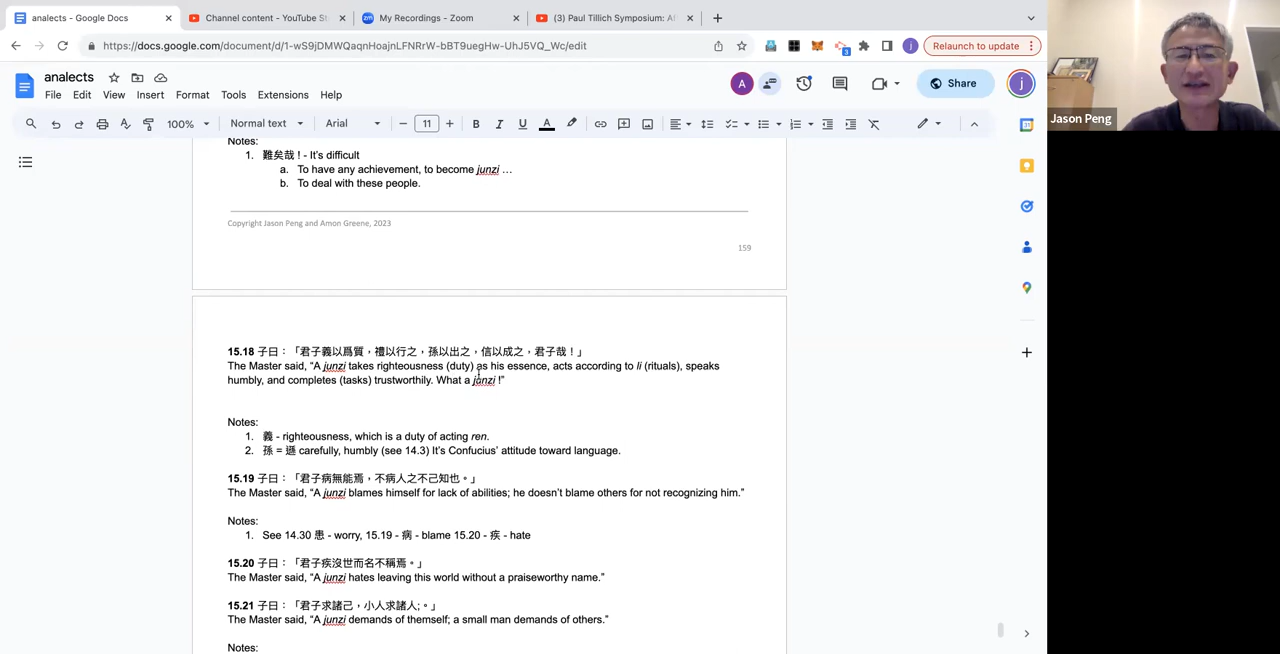 analects - Google Docs
Channel content - YouTube St
My Recordings - Zoom
(3) Paul Tillich Symposium: Af
https://docs.google.com/document/d/1-wS9jDMWQaqnHoajnLFNRrW-bBT9uegHw-UhJ5VQ_Wc/edit
3
j
Relaunch to update
analects
File Edit View Insert Format Tools Extensions Help
A
Share
j
100% Normal text Arial 11 B I U A
Jason Peng
Notes:
1. 難矣哉！- It's difficult
a. To have any achievement, to become junzi …
b. To deal with these people.
Copyright Jason Peng and Amon Greene, 2023
159
15.18 子曰：「君子義以爲質，禮以行之，孫以出之，信以成之，君子哉！」
The Master said, “A junzi takes righteousness (duty) as his essence, acts according to li (rituals), speaks
humbly, and completes (tasks) trustworthily. What a junzi !”
Notes:
1. 義 - righteousness, which is a duty of acting ren.
2. 孫 = 遜 carefully, humbly (see 14.3) It's Confucius' attitude toward language.
15.19 子曰：「君子病無能焉，不病人之不己知也。」
The Master said, “A junzi blames himself for lack of abilities; he doesn't blame others for not recognizing him.”
Notes:
1. See 14.30 患 - worry, 15.19 - 病 - blame 15.20 - 疾 - hate
15.20 子曰：「君子疾沒世而名不稱焉。」
The Master said, “A junzi hates leaving this world without a praiseworthy name.”
15.21 子曰：「君子求諸己，小人求諸人;。」
The Master said, “A junzi demands of themself; a small man demands of others.”
Notes: